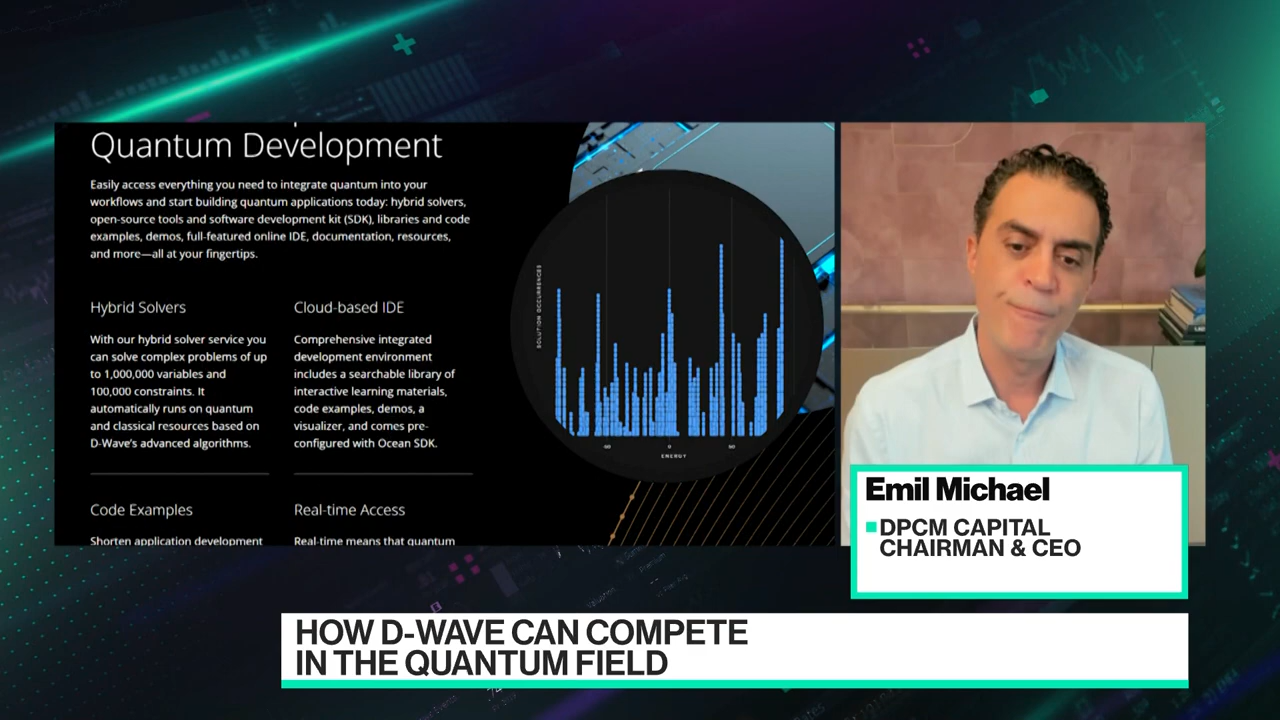 Quantum Development
Easily access everything you need to integrate quantum into your
workflows and start building quantum applications today: hybrid solvers,
open-source tools and software development kit (SDK), libraries and code
examples, demos, full-featured online IDE, documentation, resources,
and more—all at your fingertips.
Hybrid Solvers
With our hybrid solver service you
can solve complex problems of up
to 1,000,000 variables and
100,000 constraints. It
automatically runs on quantum
and classical resources based on
D-Wave's advanced algorithms.
Cloud-based IDE
Comprehensive integrated
development environment
includes a searchable library of
interactive learning materials,
code examples, demos, a
visualizer, and comes pre-
configured with Ocean SDK.
Code Examples
Shorten application development
Real-time Access
Real-time means that quantum
SOLUTION OCCURRENCES
ENERGY
Emil Michael
DPCM CAPITAL
CHAIRMAN & CEO
HOW D-WAVE CAN COMPETE
IN THE QUANTUM FIELD